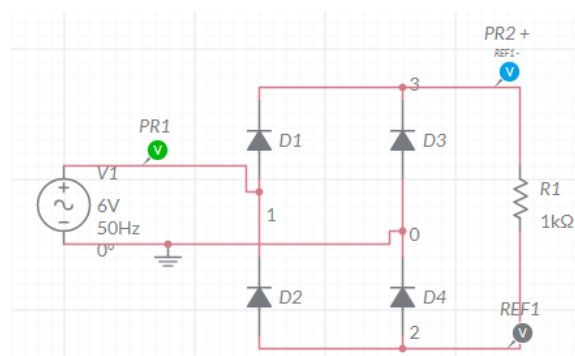 PR2 +
REF1-
V
3
PR1
V
D1
D3
V1
6V
50Hz
0°
1
0
R1
1kΩ
D2
D4
REF1
V
2